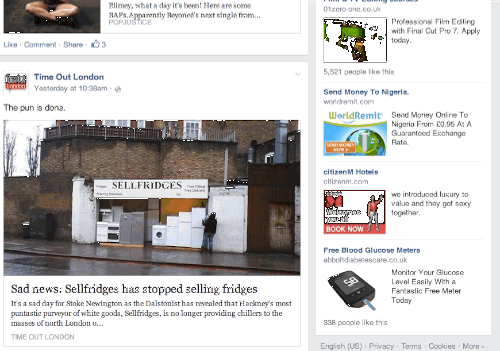 Blimey, what a day it's been! Here are some
BAPs. Apparently Beyoncé's next single from...
POPJUSTICE
Like · Comment · Share · 3
Time Out London
Yesterday at 10:38am ·
The pun is dona.
SELLFRIDGES
Sad news: Sellfridges has stopped selling fridges
It's a sad day for Stoke Newington as the Dalstonist has revealed that Hackney's most
puntastic purveyor of white goods, Sellfridges, is no longer providing chillers to the
masses of north London o...
TIME OUT LONDON
01zero-one.co.uk
Professional Film Editing
with Final Cut Pro 7. Apply
today.
5,521 people like this
Send Money To Nigeria.
worldremit.com
WorldRemit
SEND MONEY
NOW
Send Money Online To
Nigeria From £0.95 At A
Guaranteed Exchange
Rate.
citizenM Hotels
citizenm.com
BOOK NOW
we introduced luxury to
value and they got sexy
together.
Free Blood Glucose Meters
abbottdiabetescare.co.uk
Monitor Your Glucose
Level Easily With a
Fantastic Free Meter
Today
338 people like this
English (US) · Privacy · Terms · Cookies · More